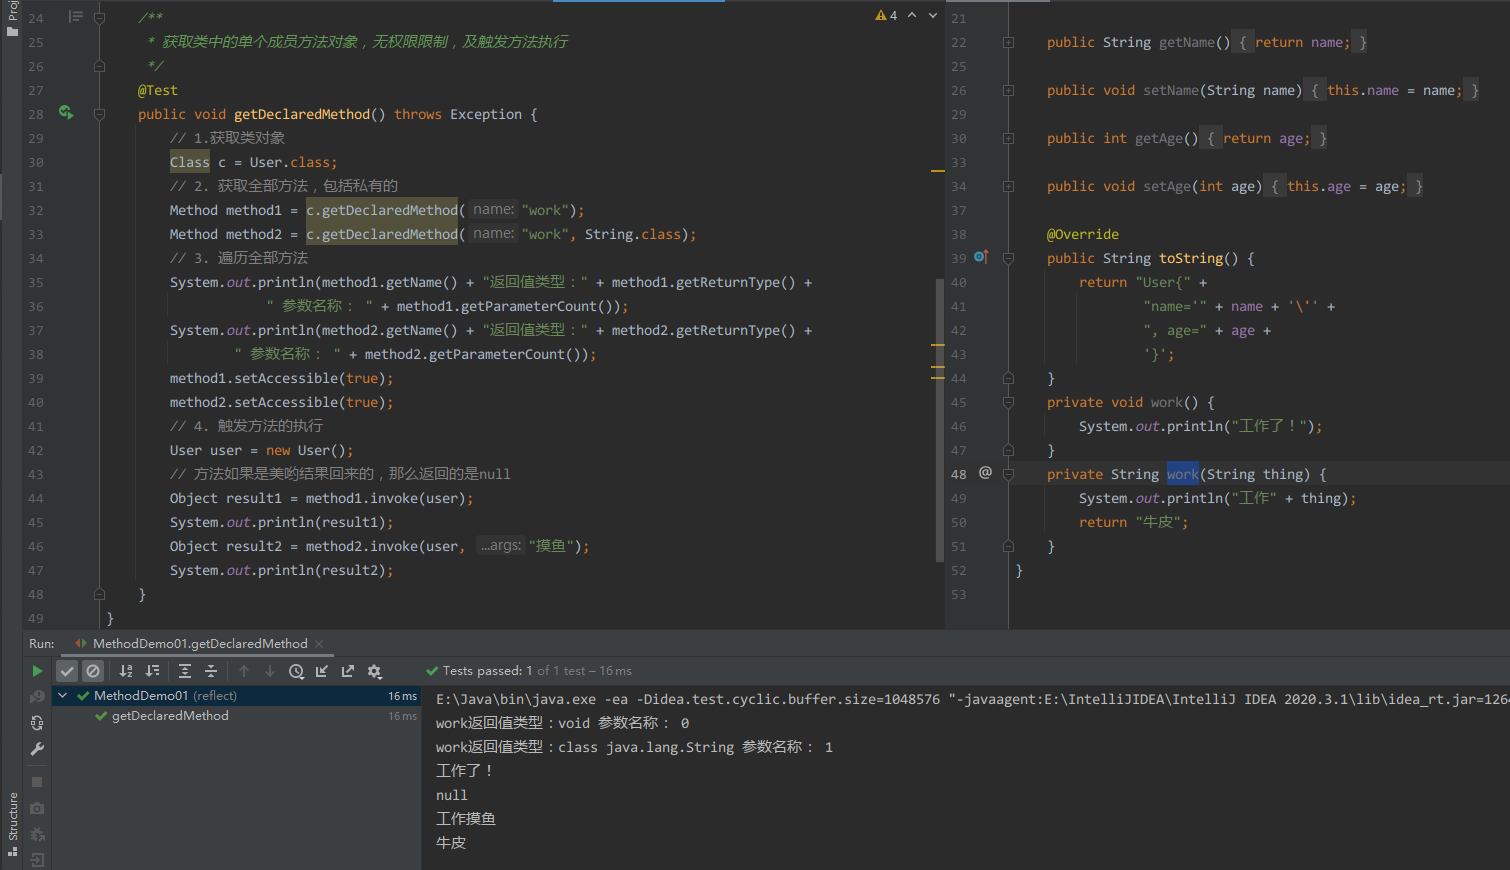 Proj
24 /**
25 * 获取类中的单个成员方法对象，无权限限制，及触发方法执行
26 */
27 @Test
28 public void getDeclaredMethod() throws Exception {
29 // 1.获取类对象
30 Class c = User.class;
31 // 2. 获取全部方法，包括私有的
32 Method method1 = c.getDeclaredMethod( name: "work");
33 Method method2 = c.getDeclaredMethod( name: "work", String.class);
34 // 3. 遍历全部方法
35 System.out.println(method1.getName() + "返回值类型：" + method1.getReturnType() +
36 " 参数名称： " + method1.getParameterCount());
37 System.out.println(method2.getName() + "返回值类型：" + method2.getReturnType() +
38 " 参数名称： " + method2.getParameterCount());
39 method1.setAccessible(true);
40 method2.setAccessible(true);
41 // 4. 触发方法的执行
42 User user = new User();
43 // 方法如果是美哟结果回来的，那么返回的是null
44 Object result1 = method1.invoke(user);
45 System.out.println(result1);
46 Object result2 = method2.invoke(user, ...args: "摸鱼");
47 System.out.println(result2);
48 }
49 }
4
21
22 public String getName() { return name; }
25
26 public void setName(String name) { this.name = name; }
29
30 public int getAge() { return age; }
33
34 public void setAge(int age) { this.age = age; }
37
38 @Override
39 public String toString() {
40 return "User{" +
41 "name='" + name + '\'' +
42 ", age=" + age +
43 '}';
44 }
45 private void work() {
46 System.out.println("工作了！");
47 }
48 @ private String work(String thing) {
49 System.out.println("工作" + thing);
50 return "牛皮";
51 }
52 }
53
Run: MethodDemo01.getDeclaredMethod ×
Tests passed: 1 of 1 test – 16 ms
MethodDemo01 (reflect) 16 ms
getDeclaredMethod 16 ms
E:\Java\bin\java.exe -ea -Didea.test.cyclic.buffer.size=1048576 "-javaagent:E:\IntelliJIDEA\IntelliJ IDEA 2020.3.1\lib\idea_rt.jar=1264
work返回值类型：void 参数名称： 0
work返回值类型：class java.lang.String 参数名称： 1
工作了！
null
工作摸鱼
牛皮
Structure